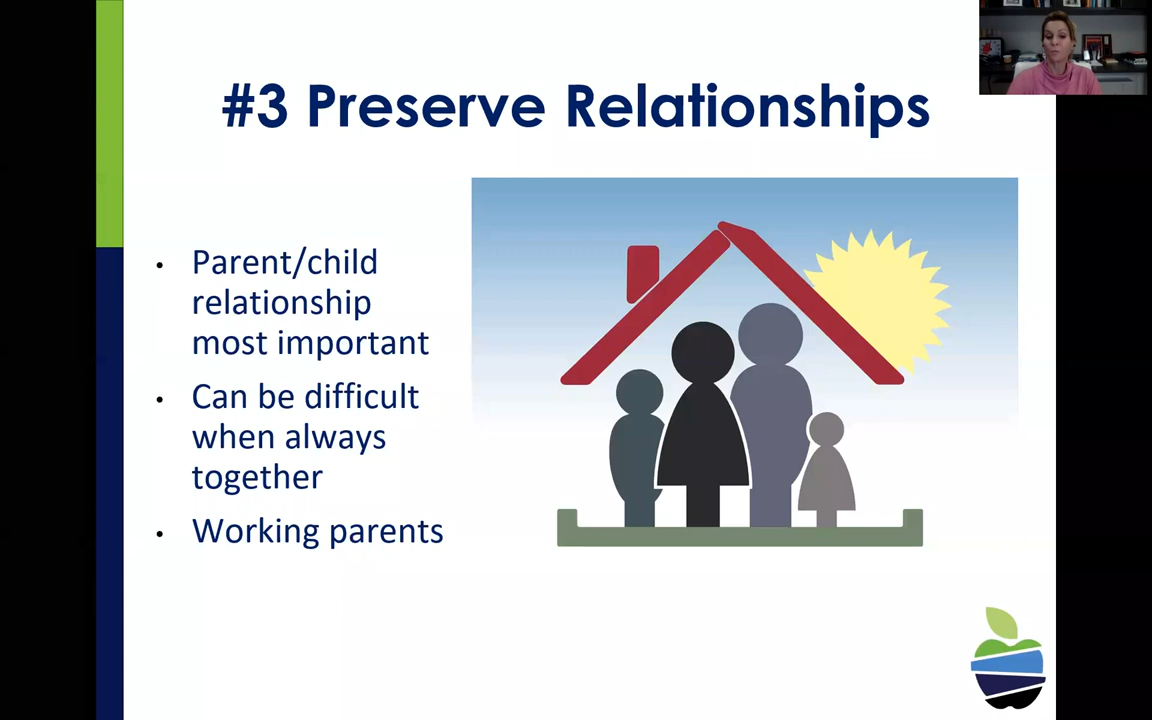 #3 Preserve Relationships
• Parent/child
relationship
most important
• Can be difficult
when always
together
• Working parents